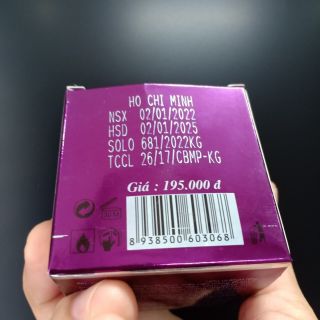 HO CHI MINH
NSX 02/01/2022
HSD 02/01/2025
SOLO 681/2022KG
TCCL 26/17/CBMP-KG
Giá : 195.000 đ
8 938500 603068